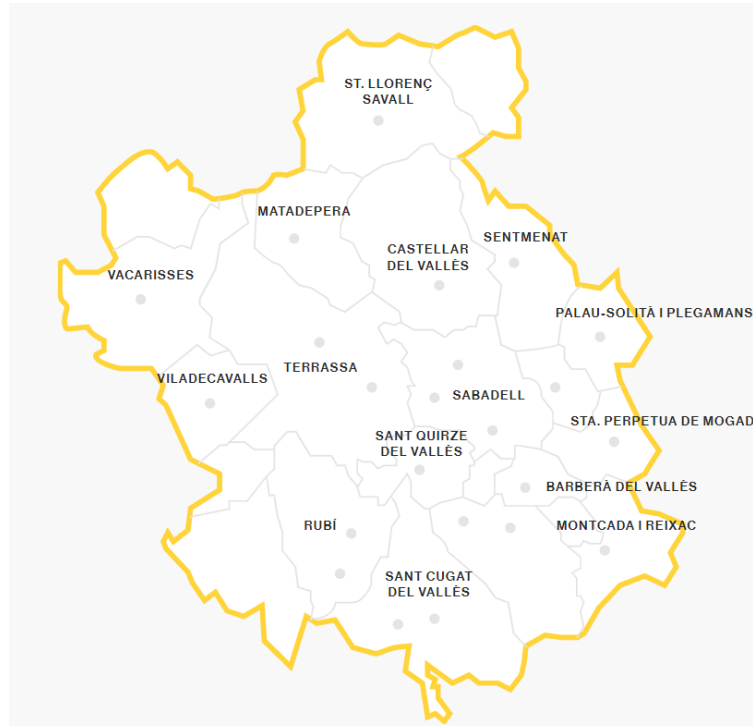 ST. LLORENÇ
SAVALL
MATADEPERA
SENTMENAT
CASTELLAR
DEL VALLÈS
VACARISSES
PALAU-SOLITÀ I PLEGAMANS
TERRASSA
VILADECAVALLS
SABADELL
STA. PERPETUA DE MOGAD
SANT QUIRZE
DEL VALLÈS
BARBERÀ DEL VALLÈS
RUBÍ
MONTCADA I REIXAC
SANT CUGAT
DEL VALLÈS